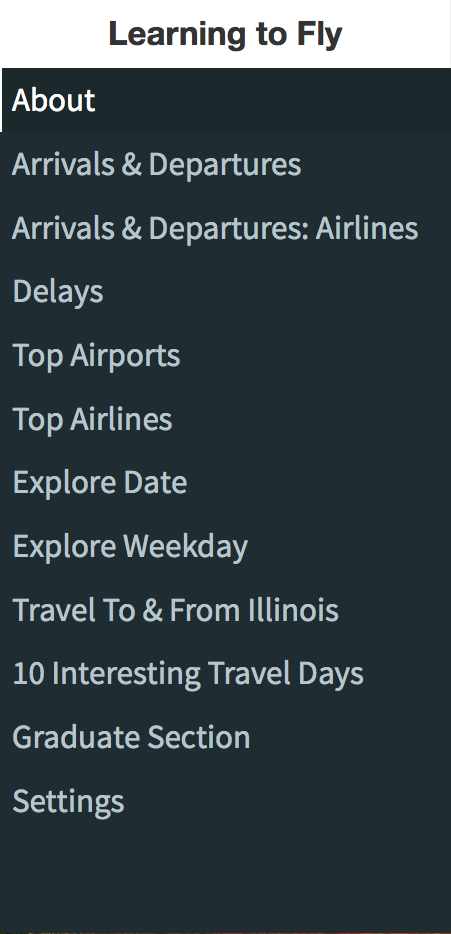 Learning to Fly
About
Arrivals & Departures
Arrivals & Departures: Airlines
Delays
Top Airports
Top Airlines
Explore Date
Explore Weekday
Travel To & From Illinois
10 Interesting Travel Days
Graduate Section
Settings